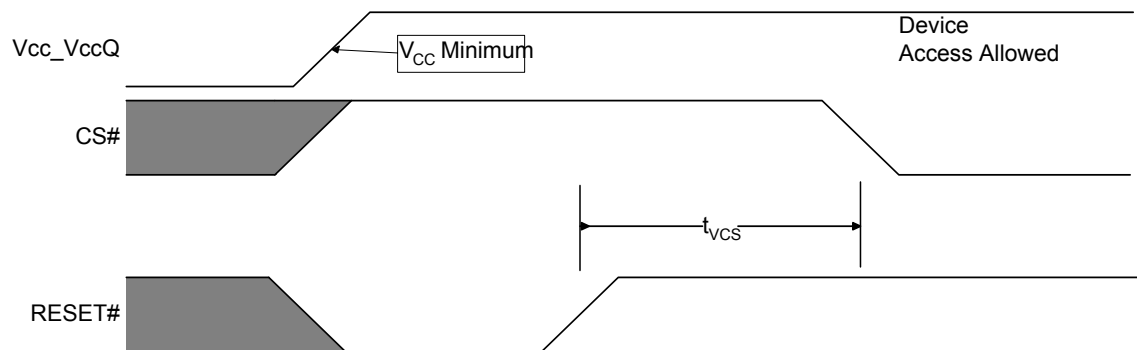 Vcc_VccQ
VCC Minimum
Device
Access Allowed
CS#
tVCS
RESET#